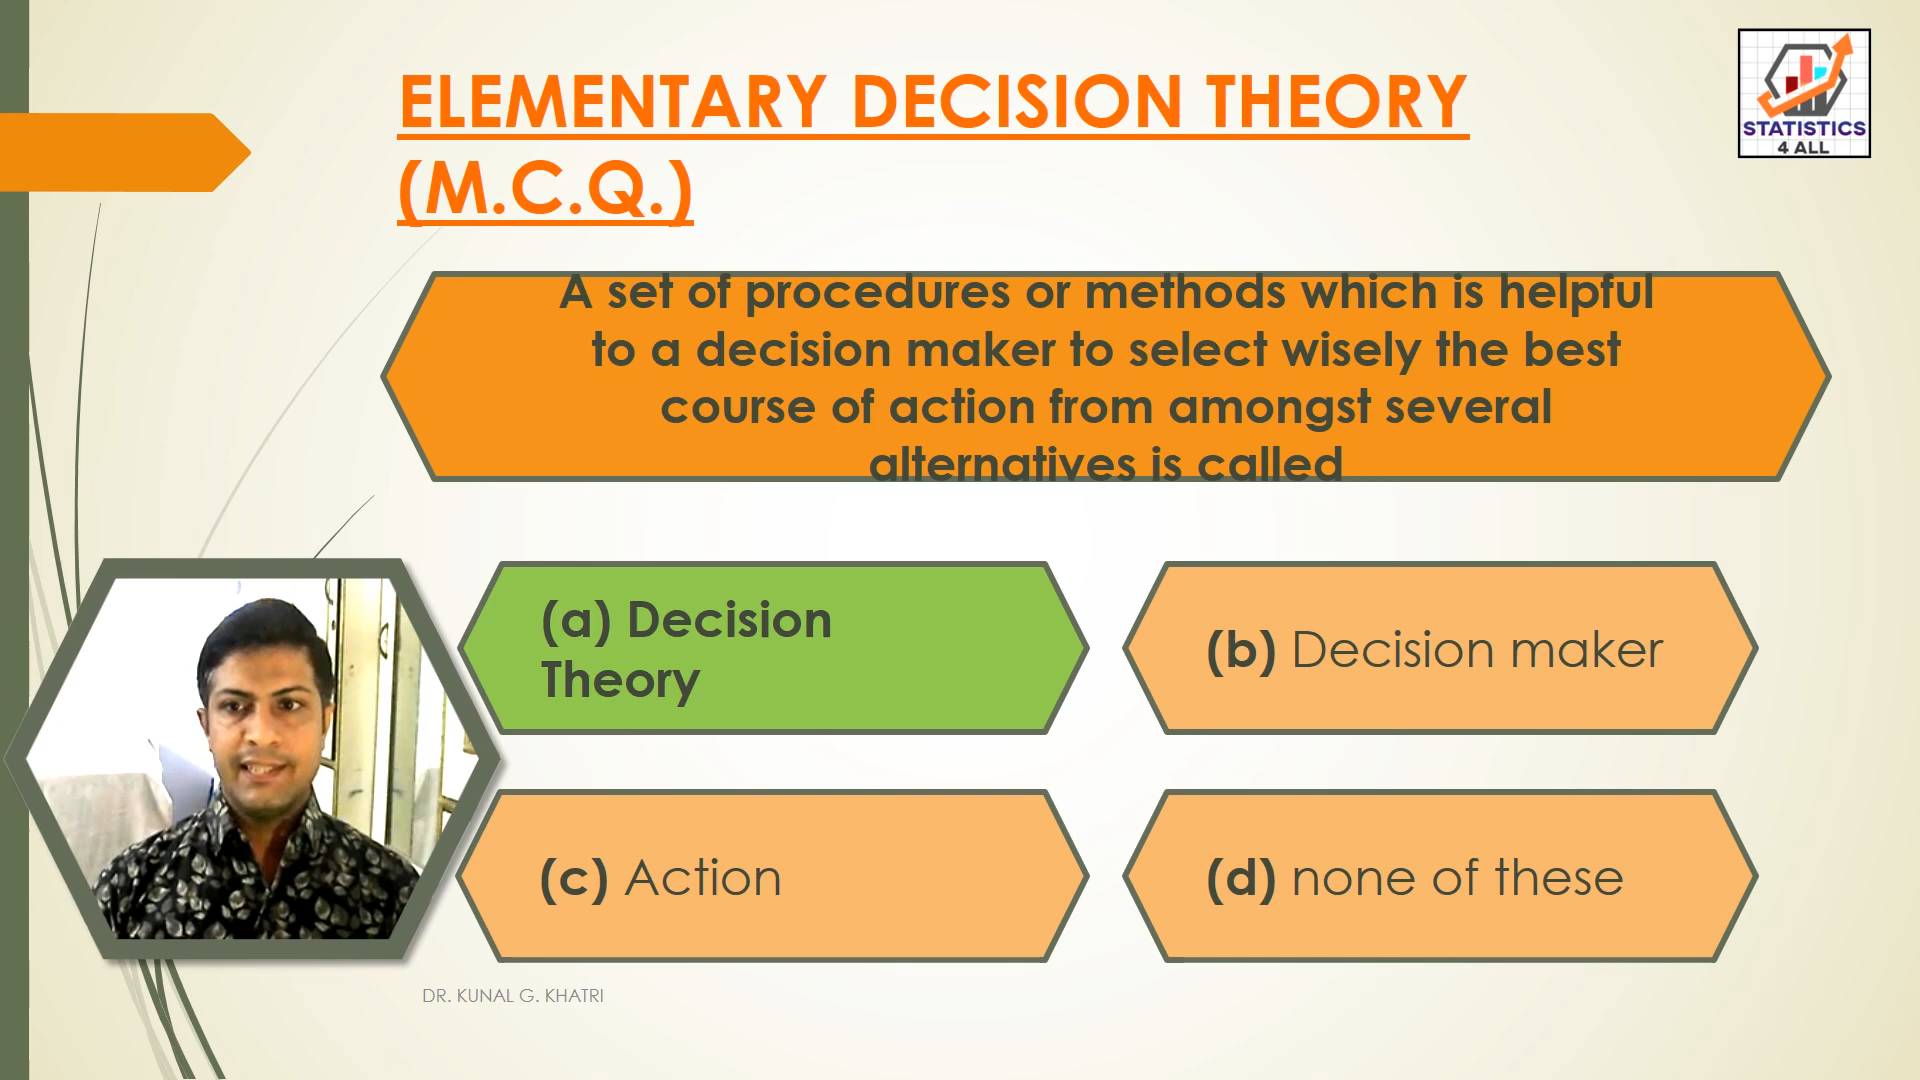 ELEMENTARY DECISION THEORY
(M.C.Q.)
STATISTICS
4 ALL
A set of procedures or methods which is helpful
to a decision maker to select wisely the best
course of action from amongst several
alternatives is called
(a) Decision
Theory
(b) Decision maker
(c) Action
(d) none of these
DR. KUNAL G. KHATRI